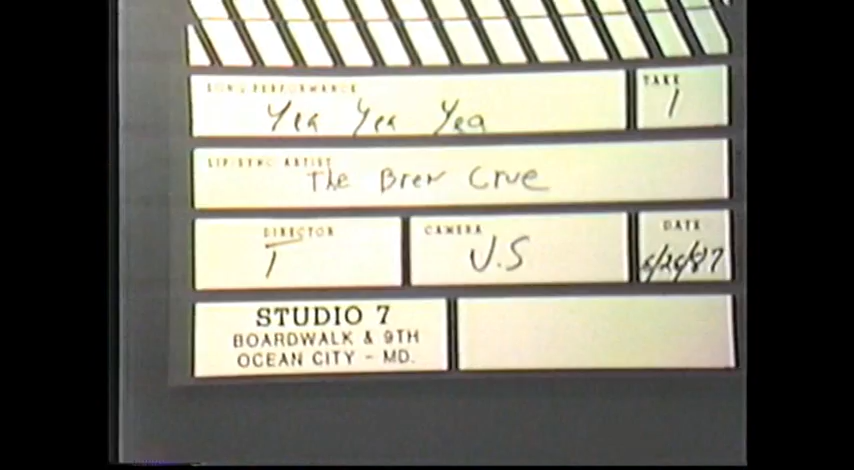 SONG PERFORMANCE
Yea Yea Yea
TAKE
1
LIP/SYNC ARTIST
The Brew Crue
DIRECTOR
T
CAMERA
V.S
DATE
STUDIO 7
BOARDWALK & 9TH
OCEAN CITY - MD.